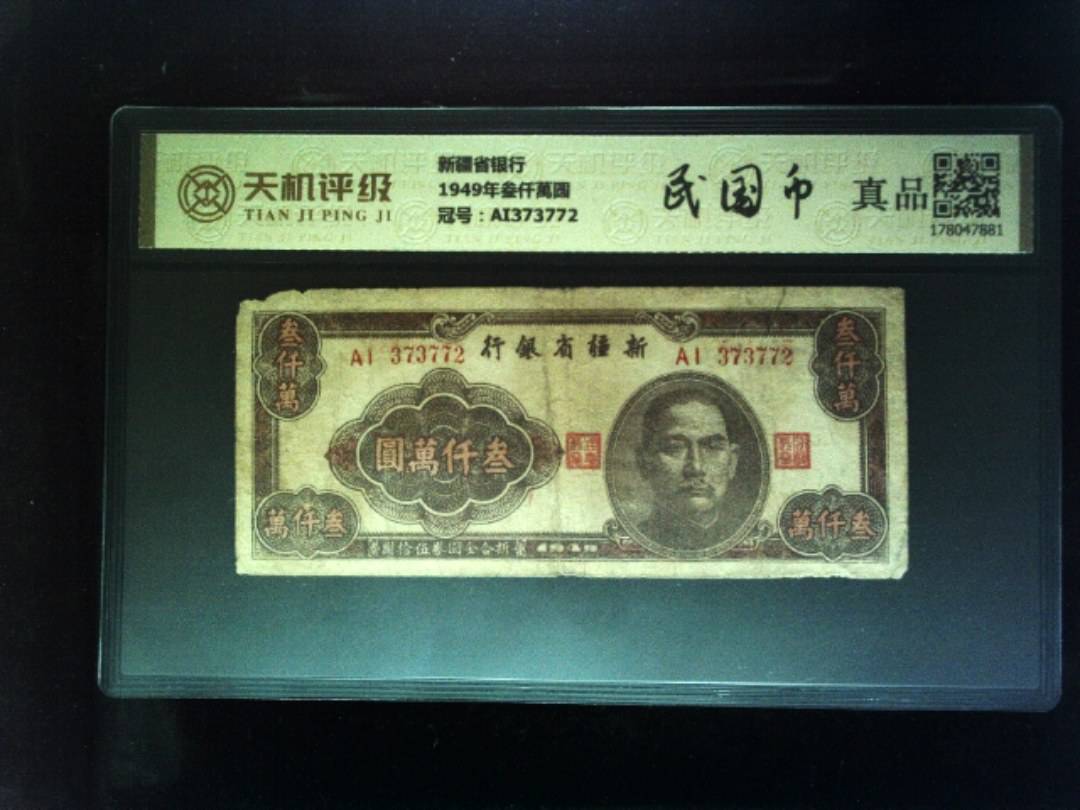 天机评级
TIAN JI PING JI
新疆省银行
1949年叁仟萬圓
冠号：AI373772
民国币
真品
178047881
叁仟萬
AI 373772
行銀省疆新
AI 373772
叁仟萬
圓萬仟叁
萬仟叁
萬仟叁